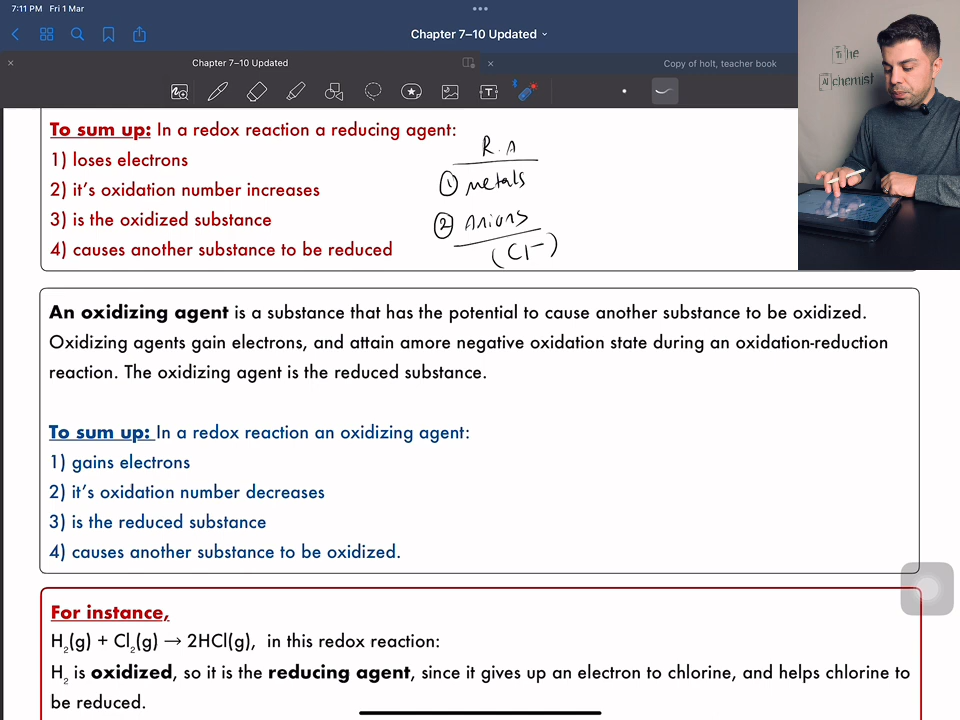 7:11 PM Fri 1 Mar
Chapter 7–10 Updated
Chapter 7–10 Updated
Copy of holt, teacher book
The
Alchemist
To sum up: In a redox reaction a reducing agent:
1) loses electrons
2) it's oxidation number increases
3) is the oxidized substance
4) causes another substance to be reduced
R.A
① metals
② Anions
(Cl⁻)
An oxidizing agent is a substance that has the potential to cause another substance to be oxidized.
Oxidizing agents gain electrons, and attain amore negative oxidation state during an oxidation-reduction
reaction. The oxidizing agent is the reduced substance.
To sum up: In a redox reaction an oxidizing agent:
1) gains electrons
2) it's oxidation number decreases
3) is the reduced substance
4) causes another substance to be oxidized.
For instance,
H₂(g) + Cl₂(g) → 2HCl(g), in this redox reaction:
H₂ is oxidized, so it is the reducing agent, since it gives up an electron to chlorine, and helps chlorine to
be reduced.